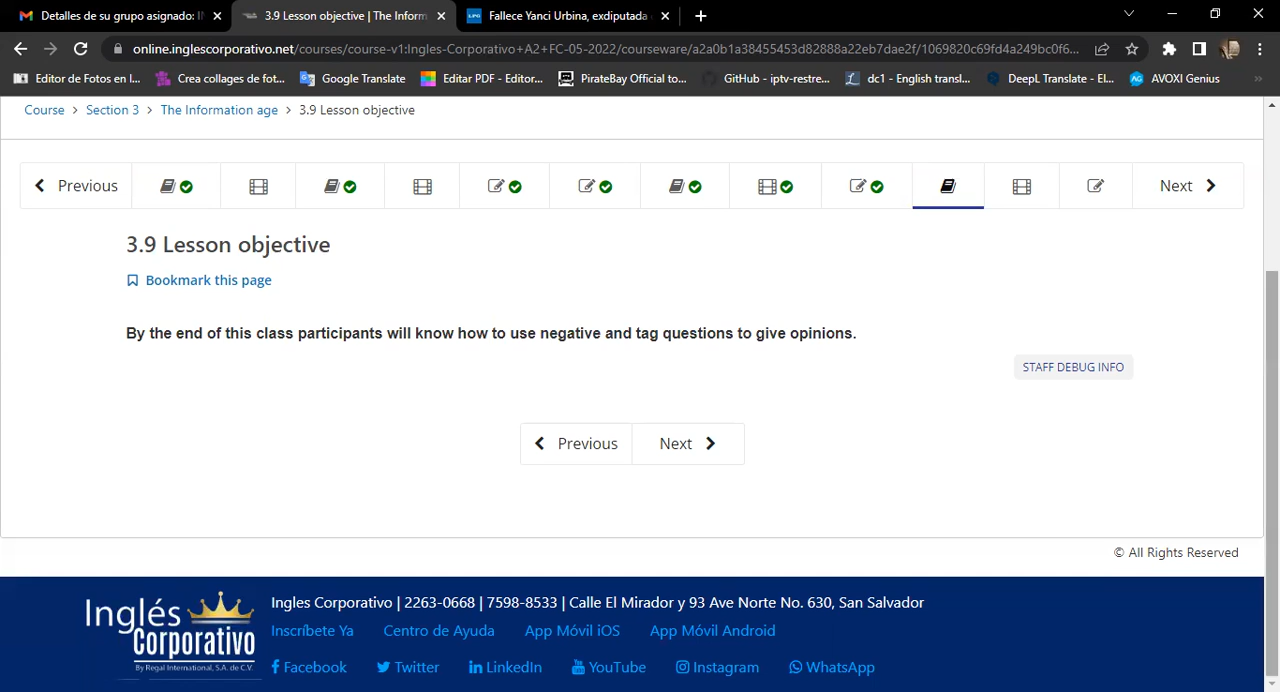 Detalles de su grupo asignado: IN
3.9 Lesson objective | The Inform
Fallece Yanci Urbina, exdiputada
online.inglescorporativo.net/courses/course-v1:Ingles-Corporativo+A2+FC-05-2022/courseware/a2a0b1a38455453d82888a22eb7dae2f/1069820c69fd4a249bc0f6...
Editor de Fotos en l...
Crea collages de fot...
Google Translate
Editar PDF - Editor...
PirateBay Official to...
GitHub - iptv-restre...
dc1 - English transl...
DeepL Translate - El...
AVOXI Genius
Course > Section 3 > The Information age > 3.9 Lesson objective
Previous
Next
3.9 Lesson objective
Bookmark this page
By the end of this class participants will know how to use negative and tag questions to give opinions.
STAFF DEBUG INFO
Previous
Next
© All Rights Reserved
Inglés Corporativo
By Regal International, S.A. de C.V.
Ingles Corporativo | 2263-0668 | 7598-8533 | Calle El Mirador y 93 Ave Norte No. 630, San Salvador
Inscríbete Ya
Centro de Ayuda
App Móvil iOS
App Móvil Android
Facebook
Twitter
LinkedIn
YouTube
Instagram
WhatsApp